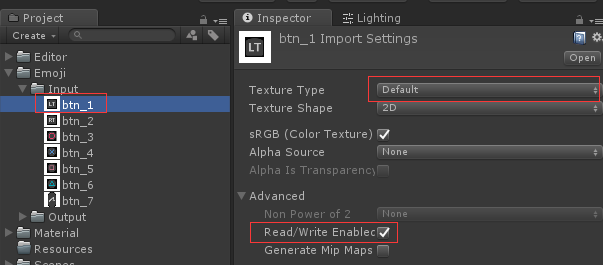 Project
Create
Editor
Emoji
Input
btn_1
btn_2
btn_3
btn_4
btn_5
btn_6
btn_7
Output
Material
Resources
Inspector
Lighting
LT
btn_1 Import Settings
Open
Texture Type
Default
Texture Shape
2D
sRGB (Color Texture)
Alpha Source
None
Alpha Is Transparency
Advanced
Non Power of 2
None
Read/Write Enabled
Generate Mip Maps